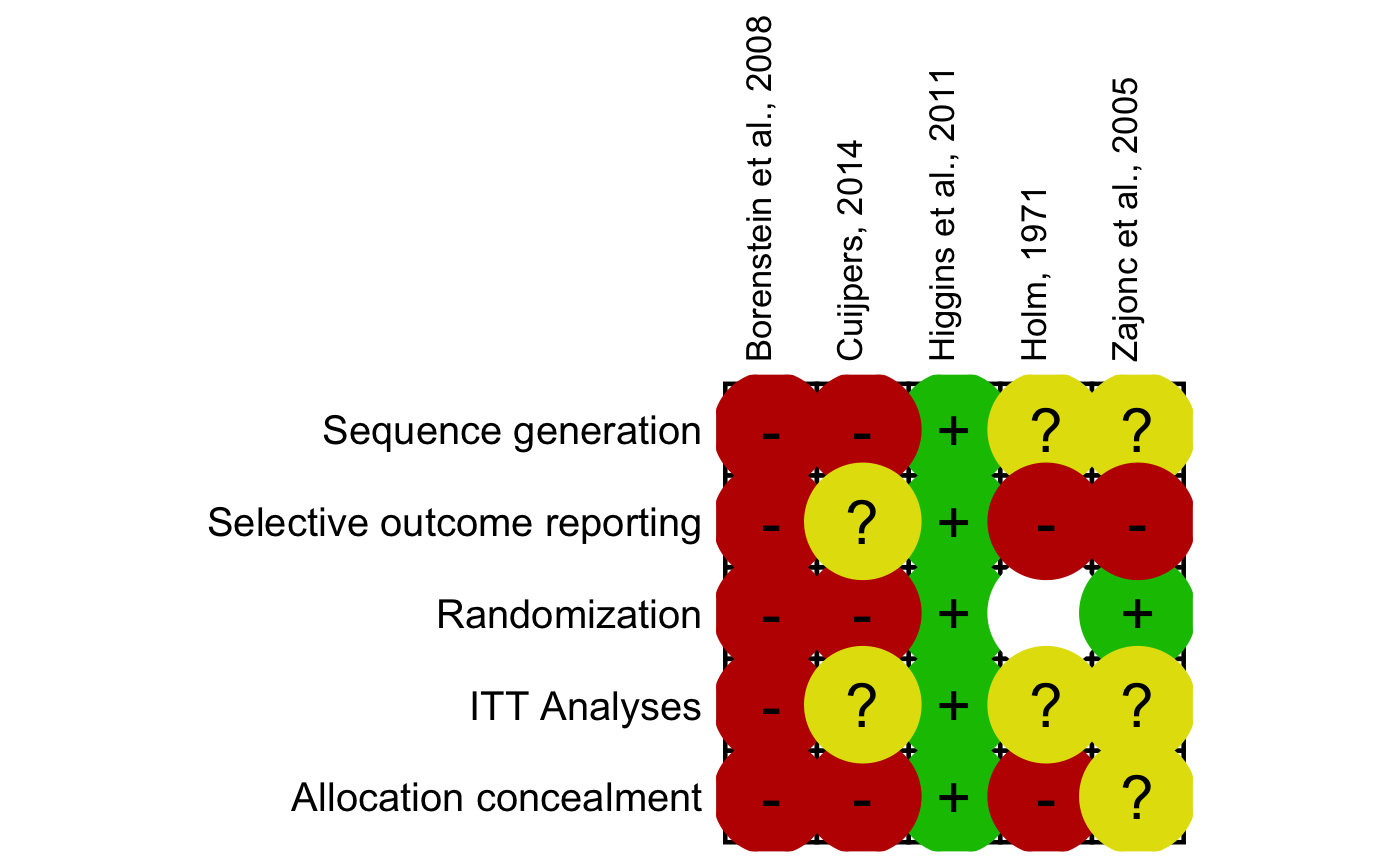 Borenstein et al., 2008
Cuijpers, 2014
Higgins et al., 2011
Holm, 1971
Zajonc et al., 2005
Sequence generation - - + ? ?
Selective outcome reporting - ? + - -
Randomization - - + +
ITT Analyses - ? + ? ?
Allocation concealment - - + - ?